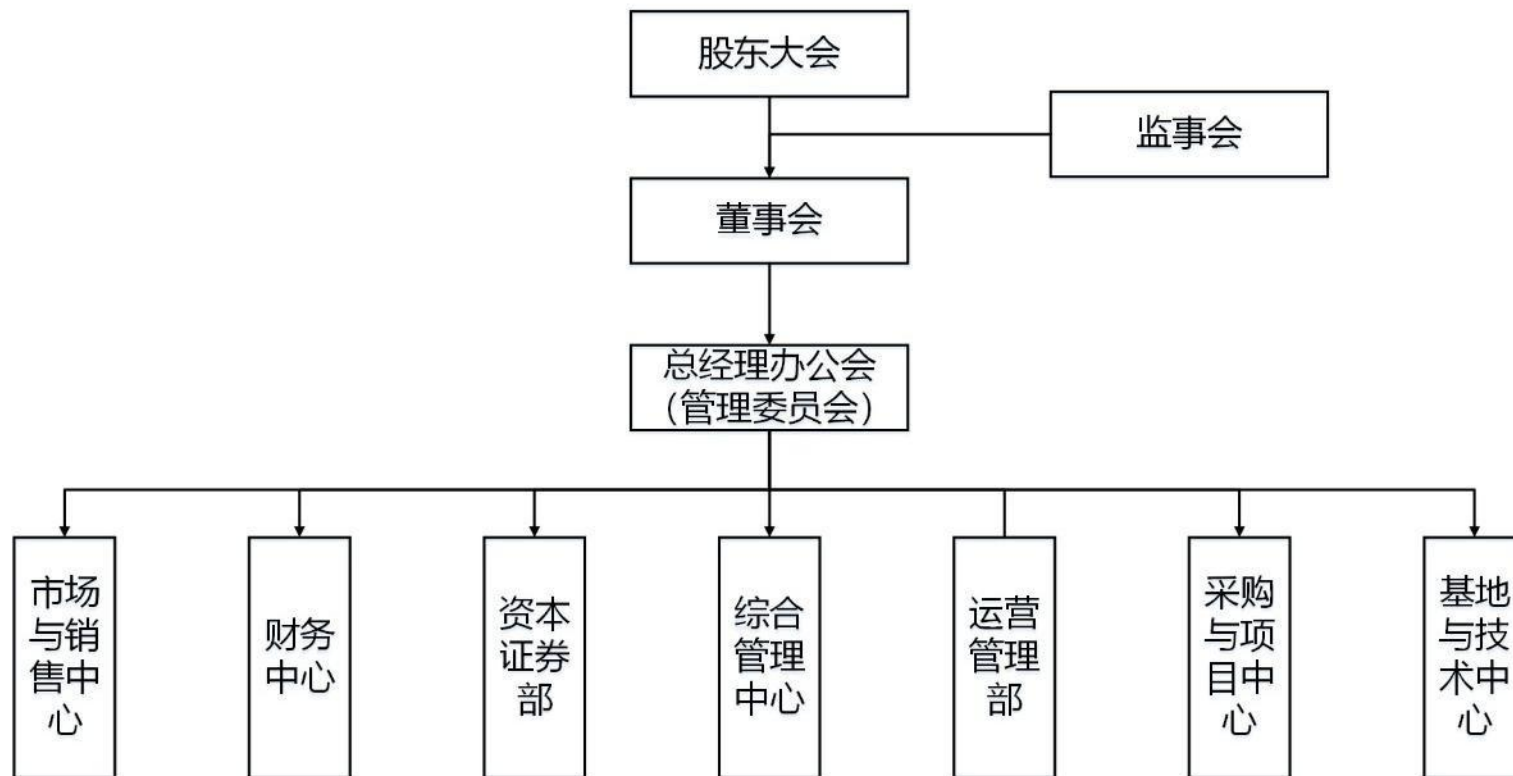 股东大会
监事会
董事会
总经理办公会
（管理委员会）
市场
与销
售中
心
财务
中心
资本
证券
部
综合
管理
中心
运营
管理
部
采购
与项
目中
心
基地
与技
术中
心